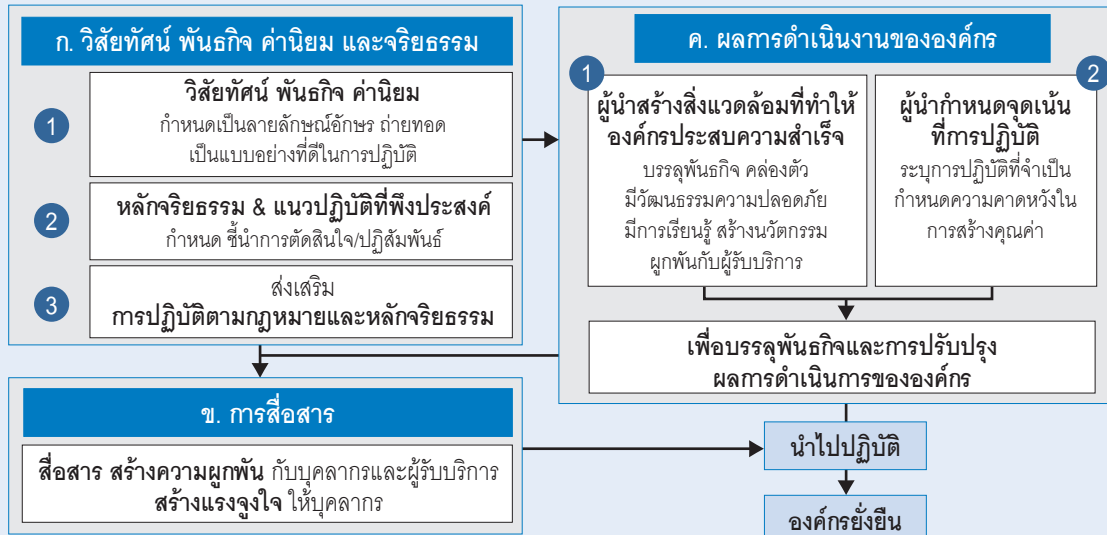 ก. วิสัยทัศน์ พันธกิจ ค่านิยม และจริยธรรม
1
วิสัยทัศน์ พันธกิจ ค่านิยม
กำหนดเป็นลายลักษณ์อักษร ถ่ายทอด
เป็นแบบอย่างที่ดีในการปฏิบัติ
2
หลักจริยธรรม & แนวปฏิบัติที่พึงประสงค์
กำหนด ชี้นำการตัดสินใจ/ปฏิสัมพันธ์
3
ส่งเสริม
การปฏิบัติตามกฎหมายและหลักจริยธรรม
ค. ผลการดำเนินงานขององค์กร
1
ผู้นำสร้างสิ่งแวดล้อมที่ทำให้
องค์กรประสบความสำเร็จ
บรรลุพันธกิจ คล่องตัว
มีวัฒนธรรมความปลอดภัย
มีการเรียนรู้ สร้างนวัตกรรม
ผูกพันกับผู้รับบริการ
2
ผู้นำกำหนดจุดเน้น
ที่การปฏิบัติ
ระบุการปฏิบัติที่จำเป็น
กำหนดความคาดหวังใน
การสร้างคุณค่า
เพื่อบรรลุพันธกิจและการปรับปรุง
ผลการดำเนินการขององค์กร
ข. การสื่อสาร
สื่อสาร สร้างความผูกพัน กับบุคลากรและผู้รับบริการ
สร้างแรงจูงใจ ให้บุคลากร
นำไปปฏิบัติ
องค์กรยั่งยืน